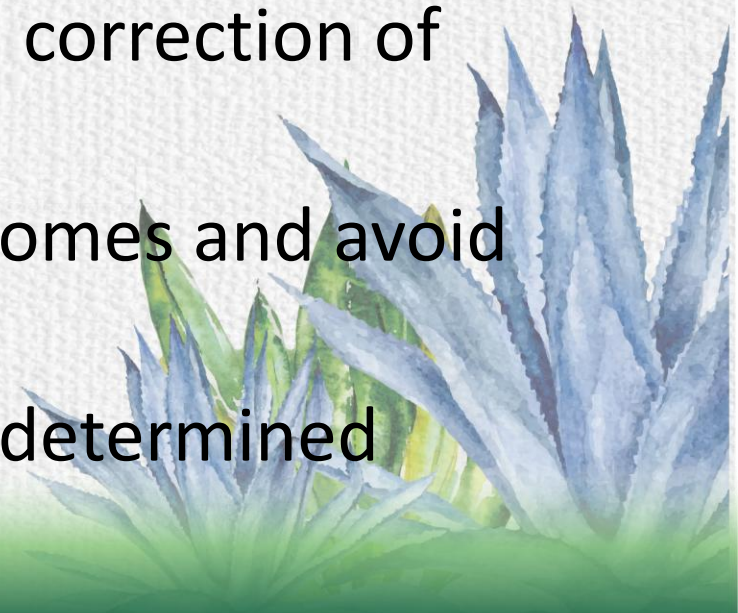 correction of
omes and avoid
determined